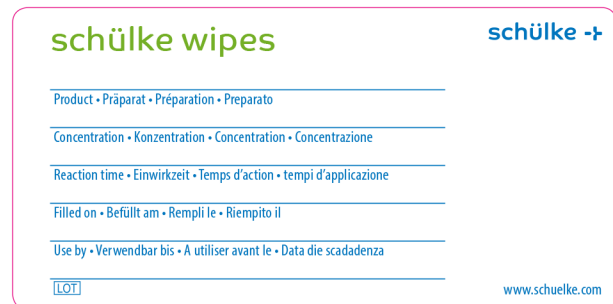 schülke wipes
schülke -+
Product • Präparat • Préparation • Preparato
Concentration • Konzentration • Concentration • Concentrazione
Reaction time • Einwirkzeit • Temps d’action • tempi d’applicazione
Filled on • Befüllt am • Rempli le • Riempito il
Use by • Verwendbar bis • A utiliser avant le • Data die scadadenza
LOT
www.schuelke.com